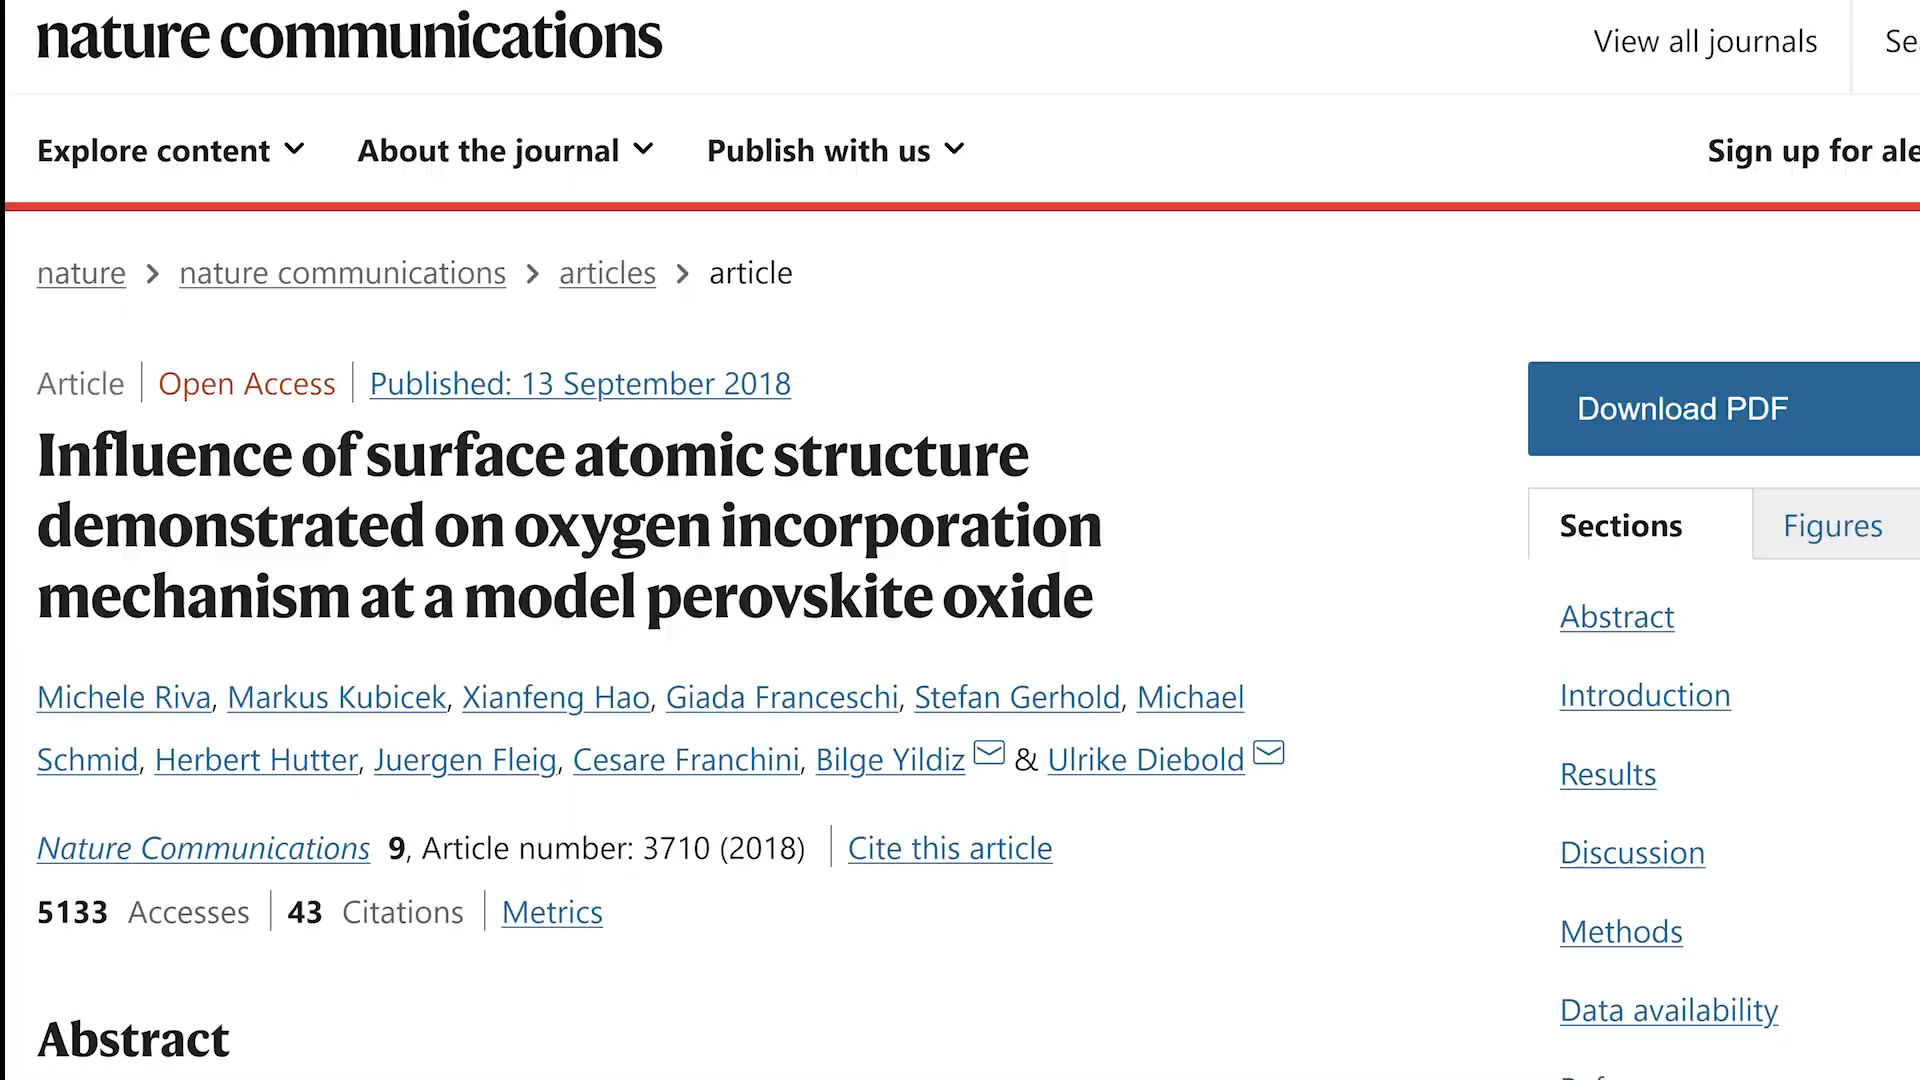 nature communications
View all journals
Explore content
About the journal
Publish with us
Sign up for
nature > nature communications > articles > article
Article | Open Access | Published: 13 September 2018
Influence of surface atomic structure
demonstrated on oxygen incorporation
mechanism at a model perovskite oxide
Michele Riva, Markus Kubicek, Xianfeng Hao, Giada Franceschi, Stefan Gerhold, Michael
Schmid, Herbert Hutter, Juergen Fleig, Cesare Franchini, Bilge Yildiz & Ulrike Diebold
Nature Communications 9, Article number: 3710 (2018) | Cite this article
5133 Accesses | 43 Citations | Metrics
Abstract
Download PDF
Sections
Figures
Abstract
Introduction
Results
Discussion
Methods
Data availability